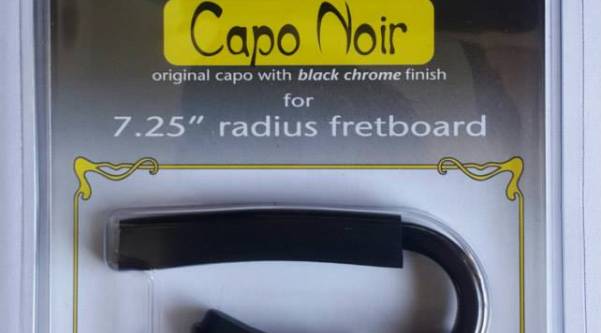 Capo Noir
original capo with black chrome finish
for
7.25" radius fretboard